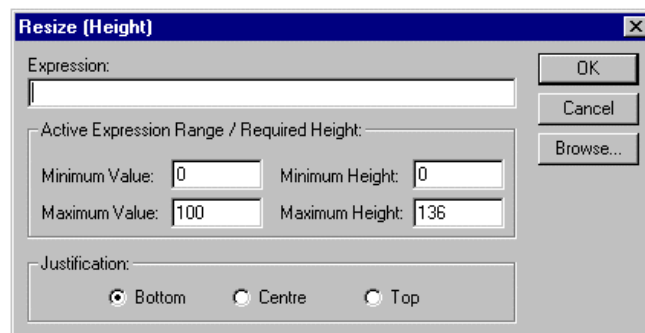 Resize (Height)
Expression:
OK
Cancel
Active Expression Range / Required Height:
Browse...
Minimum Value: 0 Minimum Height: 0
Maximum Value: 100 Maximum Height: 136
Justification:
Bottom Centre Top